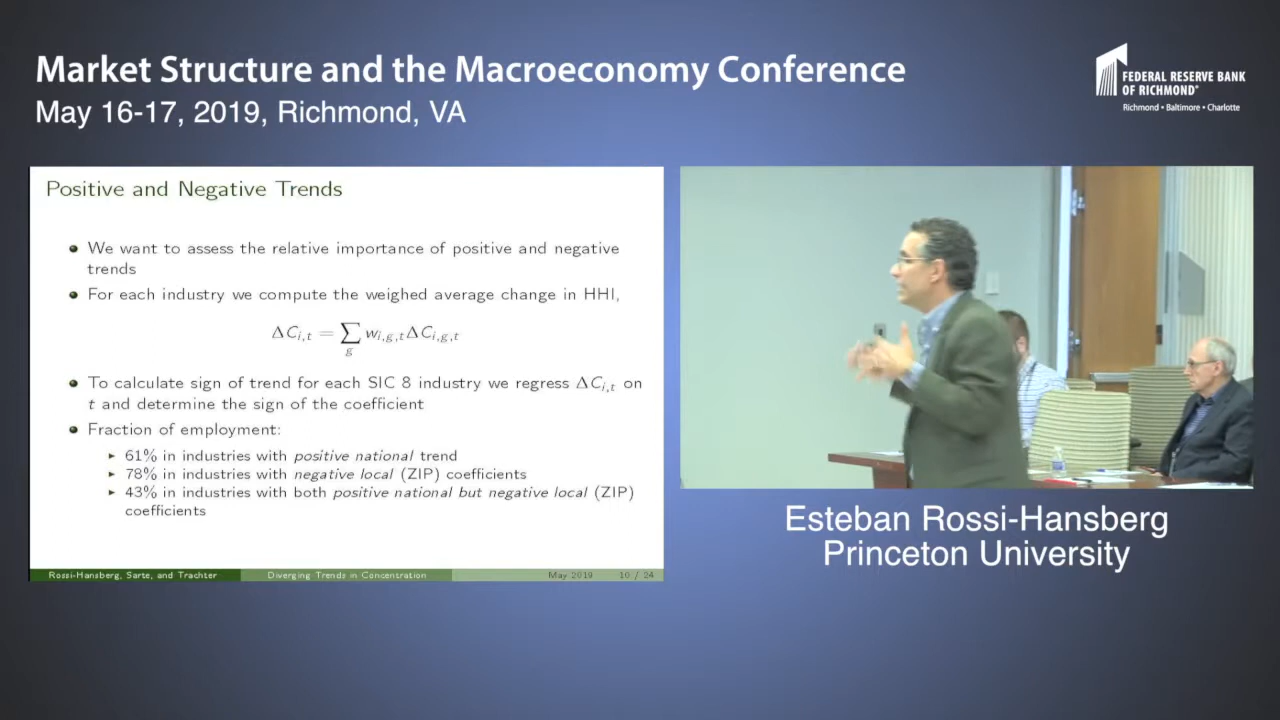 Market Structure and the Macroeconomy Conference
May 16-17, 2019, Richmond, VA
FEDERAL RESERVE BANK
OF RICHMOND®
Richmond • Baltimore • Charlotte
Positive and Negative Trends
We want to assess the relative importance of positive and negative
trends
For each industry we compute the weighed average change in HHI,
ΔC_{i,t} = ∑_g w_{i,g,t}ΔC_{i,g,t}
To calculate sign of trend for each SIC 8 industry we regress ΔC_{i,t} on
t and determine the sign of the coefficient
Fraction of employment:
61% in industries with positive national trend
78% in industries with negative local (ZIP) coefficients
43% in industries with both positive national but negative local (ZIP)
coefficients
Rossi-Hansberg, Sarte, and Trachter Diverging Trends in Concentration May 2019 10 / 24
Esteban Rossi-Hansberg
Princeton University